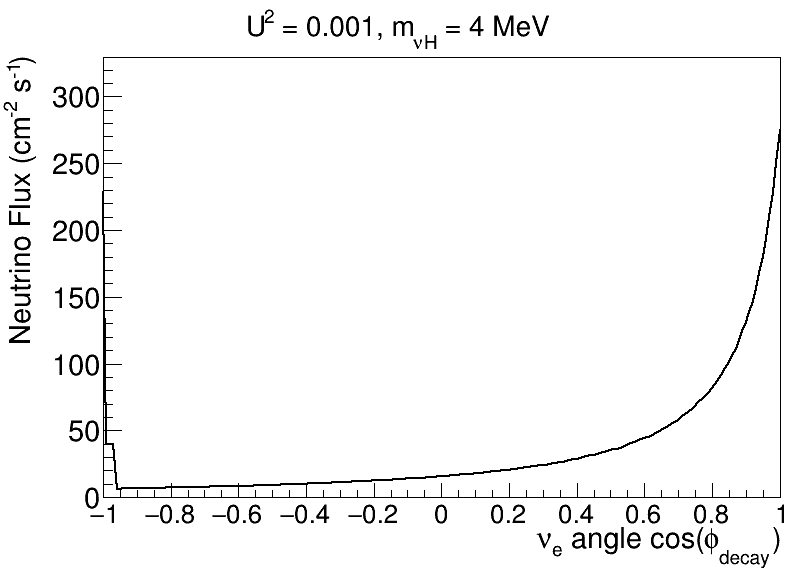 U² = 0.001, m_νH = 4 MeV
Neutrino Flux (cm⁻² s⁻¹)
300
250
200
150
100
50
0
−1 −0.8 −0.6 −0.4 −0.2 0 0.2 0.4 0.6 0.8 1
ν_e angle cos(ϕ_decay)